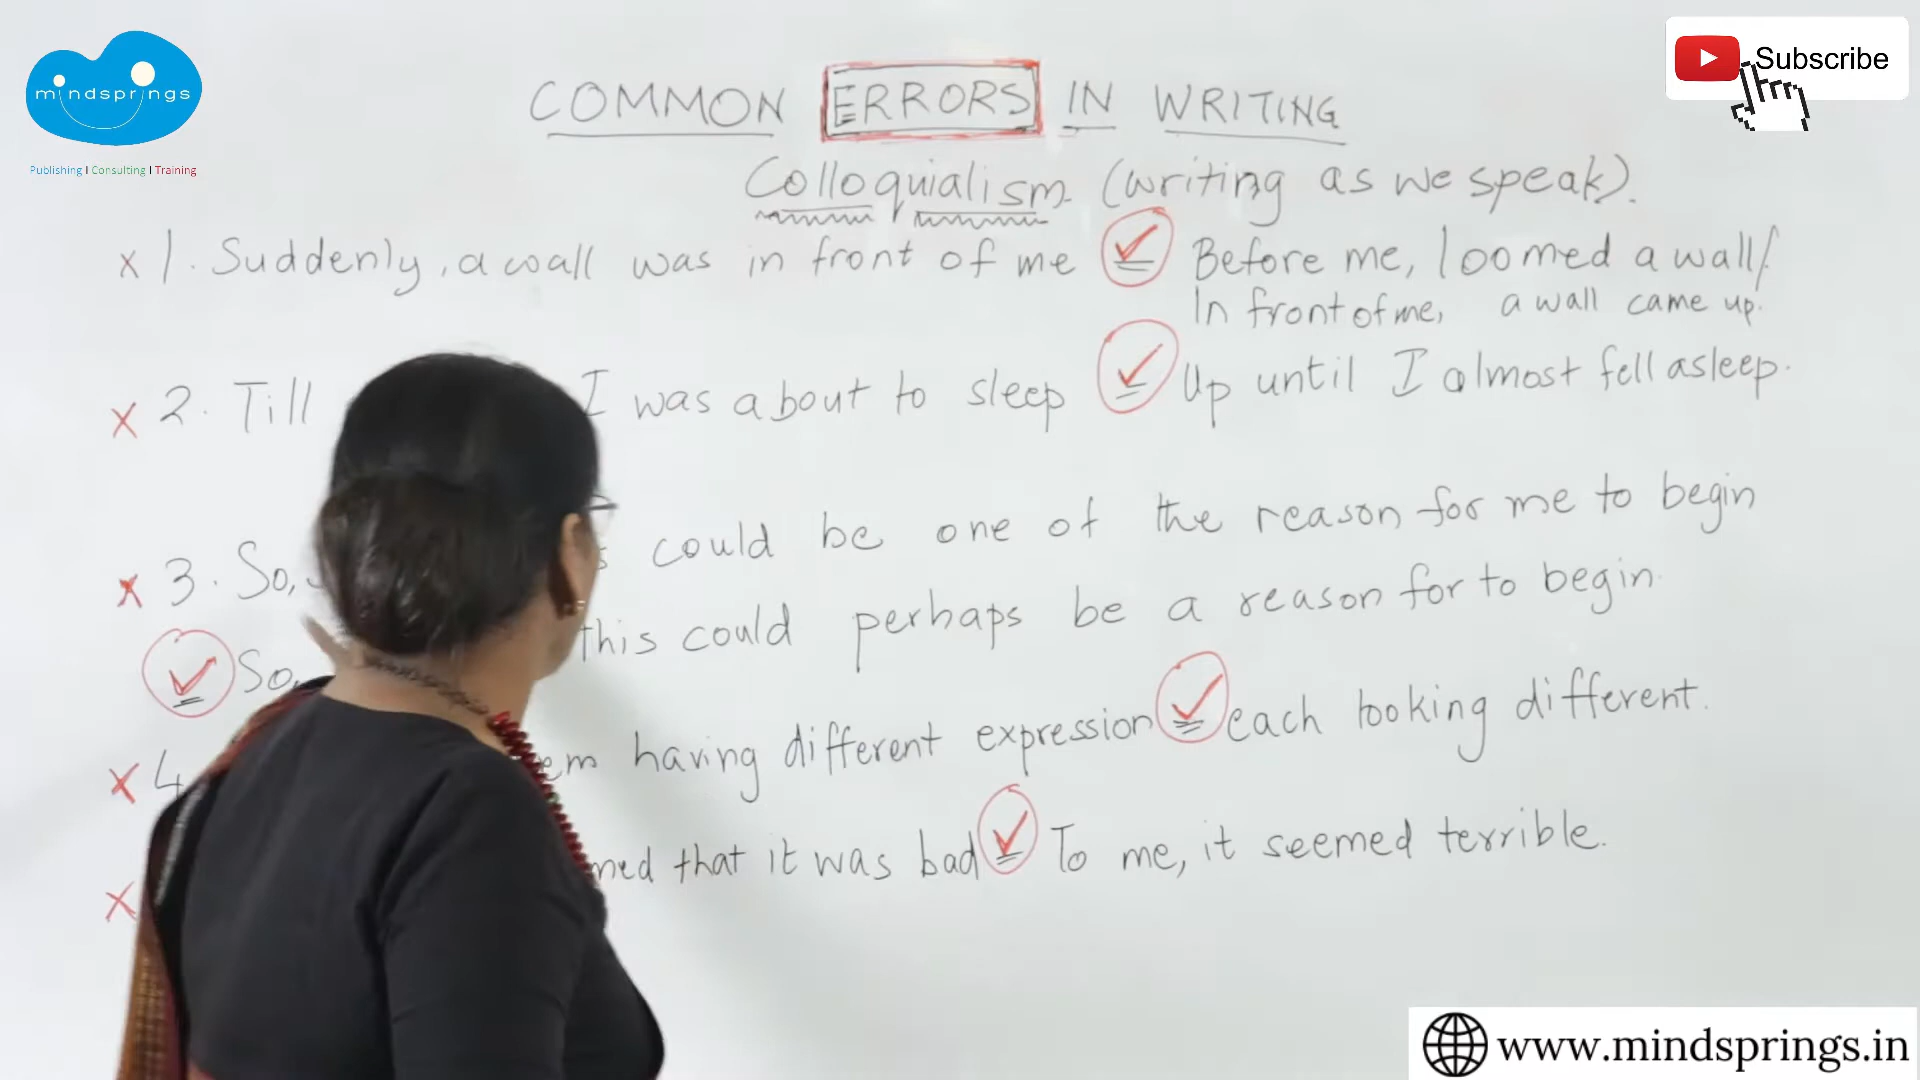 mindsprings
Publishing | Consulting | Training
Subscribe
COMMON ERRORS IN WRITING
Colloquialism (writing as we speak).
x 1. Suddenly, a wall was in front of me ✓ Before me, loomed a wall/
In front of me, a wall came up.
x 2. Till I was about to sleep ✓ Up until I almost fell asleep.
x 3. So, could be one of the reason for me to begin
✓ So, this could perhaps be a reason for to begin.
x 4 having different expression ✓ each looking different.
x that it was bad ✓ To me, it seemed terrible.
www.mindsprings.in